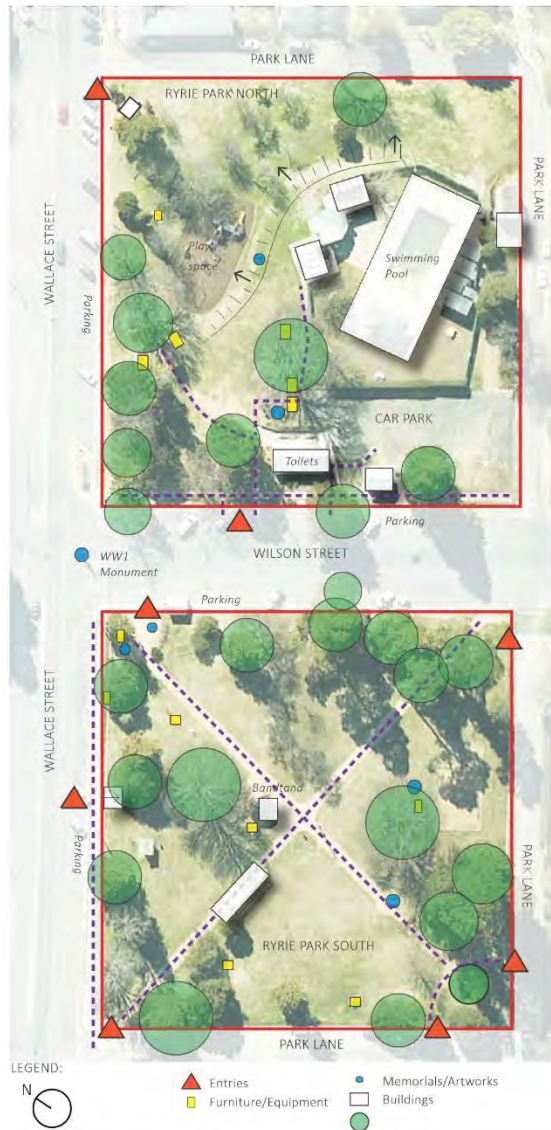 PARK LANE
RYRIE PARK NORTH
PARK LANE
WALLACE STREET
Play
space
Swimming
Pool
Parking
CAR PARK
Toilets
Parking
WILSON STREET
WW1
Monument
Parking
WALLACE STREET
Bandtand
Parking
PARK LANE
RYRIE PARK SOUTH
PARK LANE
LEGEND:
N
Entries
Memorials/Artworks
Furniture/Equipment
Buildings